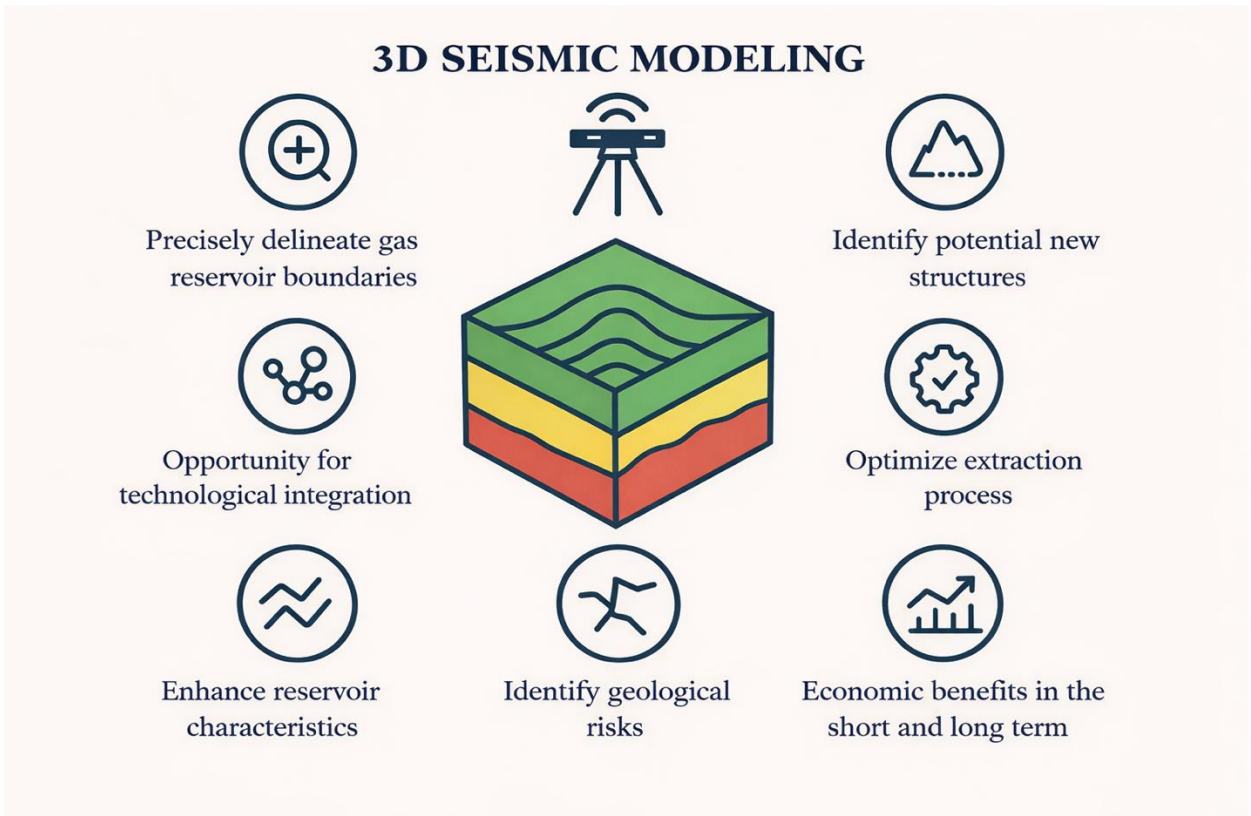 3D SEISMIC MODELING
Precisely delineate gas
reservoir boundaries
Identify potential new
structures
Opportunity for
technological integration
Optimize extraction
process
Enhance reservoir
characteristics
Identify geological
risks
Economic benefits in the
short and long term